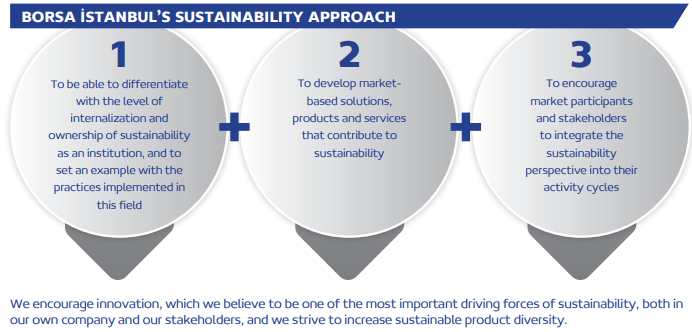 BORSA İSTANBUL'S SUSTAINABILITY APPROACH
1
To be able to differentiate
with the level of
internalization and
ownership of sustainability
as an institution, and to
set an example with the
practices implemented in
this field
+
2
To develop market-
based solutions,
products and services
that contribute to
sustainability
+
3
To encourage
market participants
and stakeholders
to integrate the
sustainability
perspective into their
activity cycles
We encourage innovation, which we believe to be one of the most important driving forces of sustainability, both in
our own company and our stakeholders, and we strive to increase sustainable product diversity.